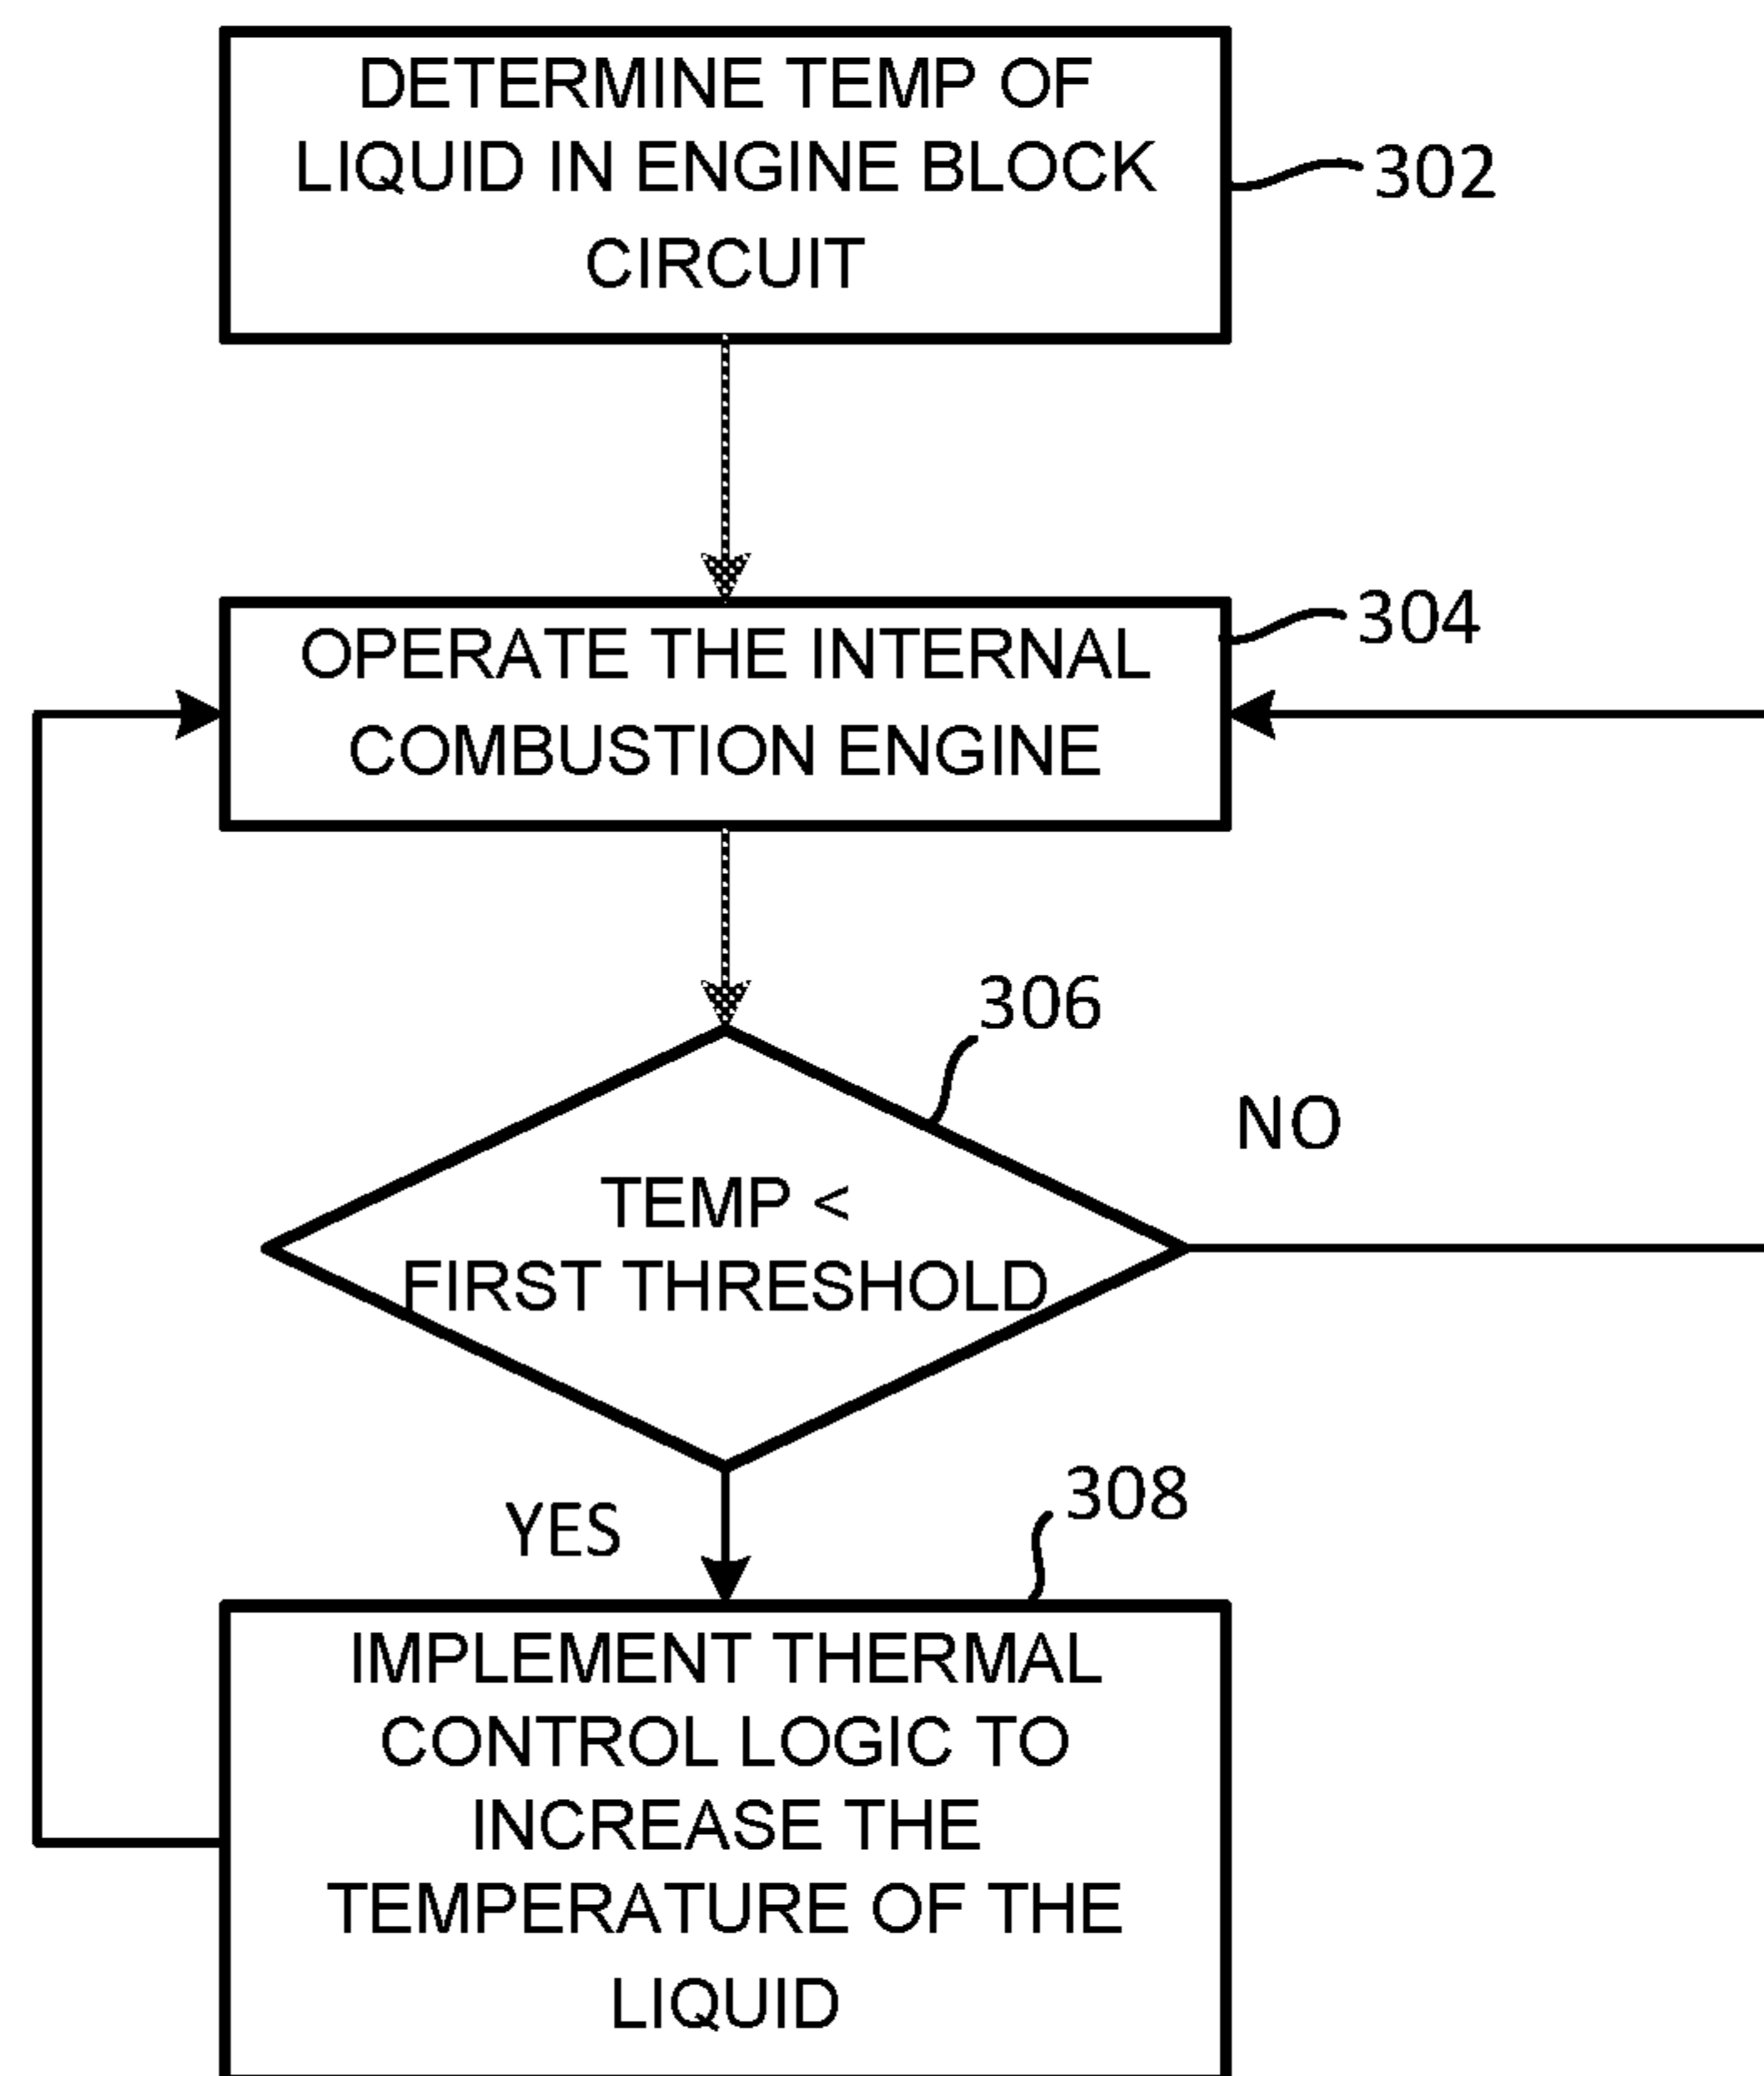 DETERMINE TEMP OF
LIQUID IN ENGINE BLOCK
CIRCUIT
302
OPERATE THE INTERNAL
COMBUSTION ENGINE
304
306
TEMP <
FIRST THRESHOLD
NO
YES
308
IMPLEMENT THERMAL
CONTROL LOGIC TO
INCREASE THE
TEMPERATURE OF THE
LIQUID